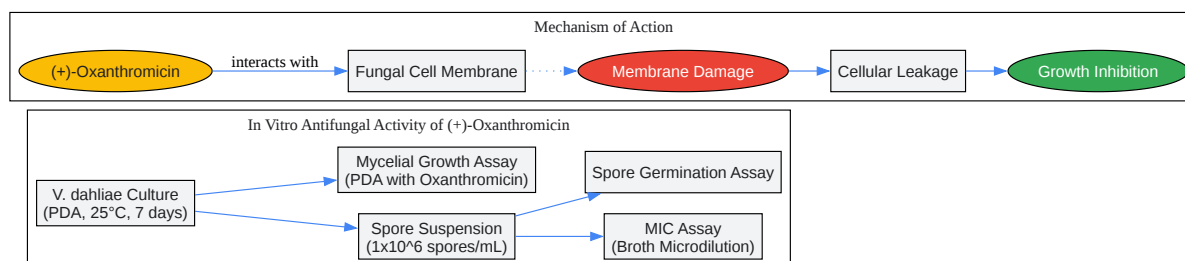 Mechanism of Action
(+)-Oxanthromicin
interacts with
Fungal Cell Membrane
Membrane Damage
Cellular Leakage
Growth Inhibition
In Vitro Antifungal Activity of (+)-Oxanthromicin
V. dahliae Culture
(PDA, 25°C, 7 days)
Mycelial Growth Assay
(PDA with Oxanthromicin)
Spore Suspension
(1x10^6 spores/mL)
Spore Germination Assay
MIC Assay
(Broth Microdilution)